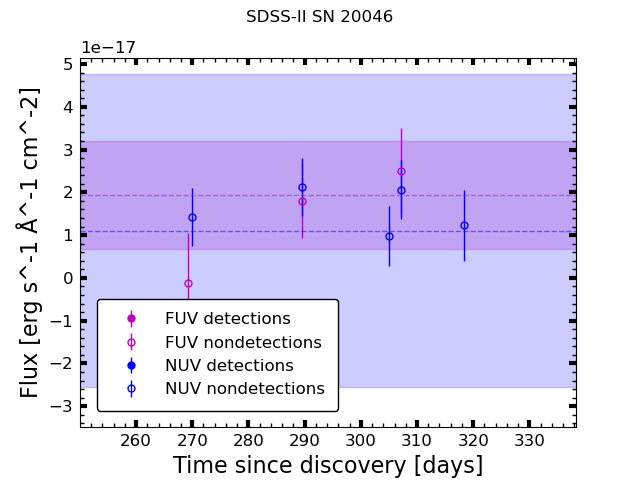 SDSS-II SN 20046
1e−17
5
4
3
2
1
0
−1
−2
−3
Flux [erg s^-1 Å^-1 cm^-2]
FUV detections
FUV nondetections
NUV detections
NUV nondetections
260 270 280 290 300 310 320 330
Time since discovery [days]